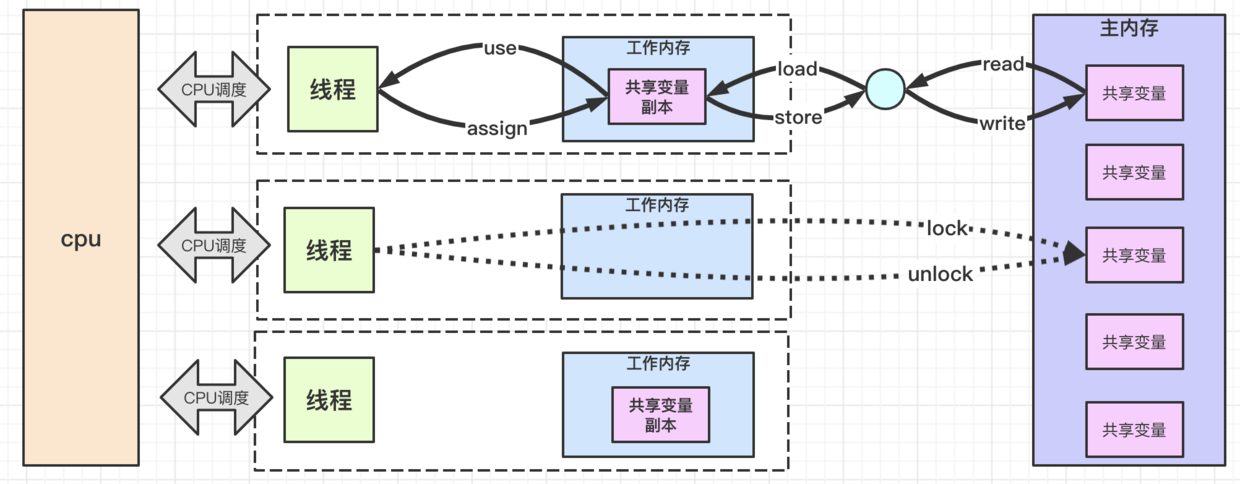 cpu
CPU调度
线程
use
assign
工作内存
共享变量
副本
load
store
read
write
主内存
共享变量
共享变量
CPU调度
线程
工作内存
lock
unlock
共享变量
CPU调度
线程
工作内存
共享变量
副本
共享变量
共享变量